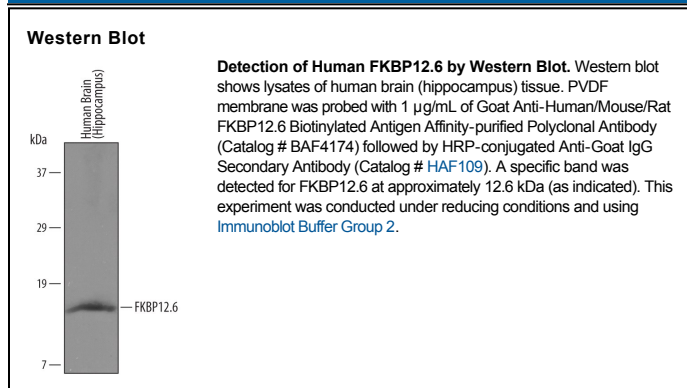 Western Blot
Human Brain
(Hippocampus)
kDa
37
29
19
FKBP12.6
7
Detection of Human FKBP12.6 by Western Blot. Western blot
shows lysates of human brain (hippocampus) tissue. PVDF
membrane was probed with 1 µg/mL of Goat Anti-Human/Mouse/Rat
FKBP12.6 Biotinylated Antigen Affinity-purified Polyclonal Antibody
(Catalog # BAF4174) followed by HRP-conjugated Anti-Goat IgG
Secondary Antibody (Catalog # HAF109). A specific band was
detected for FKBP12.6 at approximately 12.6 kDa (as indicated). This
experiment was conducted under reducing conditions and using
Immunoblot Buffer Group 2.